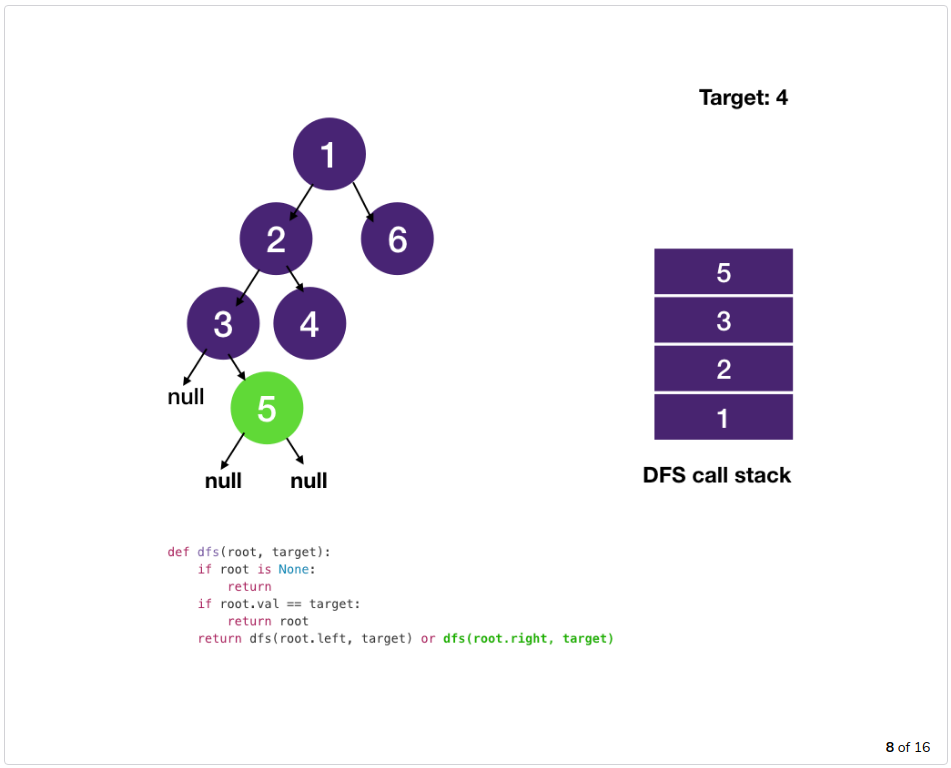 Target: 4
1
2
6
3
4
null
5
null
null
5
3
2
1
DFS call stack
def dfs(root, target):
    if root is None:
        return
    if root.val == target:
        return root
    return dfs(root.left, target) or dfs(root.right, target)
8 of 16